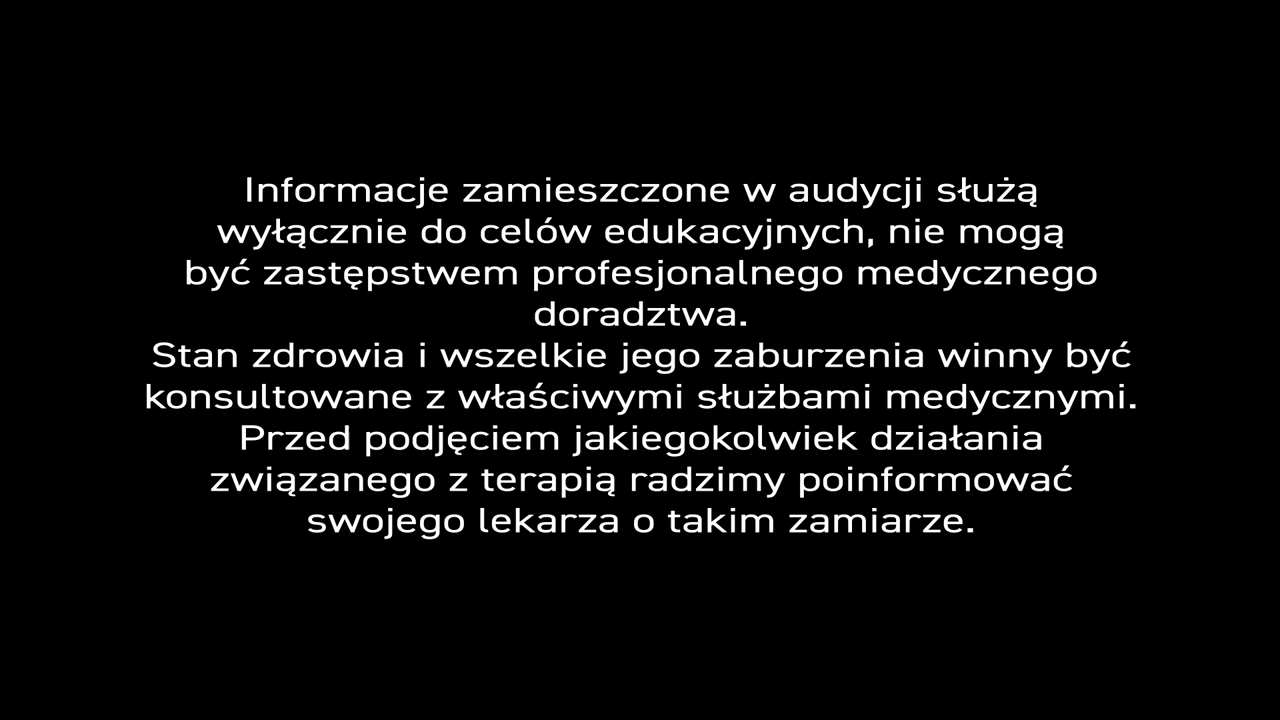 Informacje zamieszczone w audycji służą
wyłącznie do celów edukacyjnych, nie mogą
być zastępstwem profesjonalnego medycznego
doradztwa.
Stan zdrowia i wszelkie jego zaburzenia winny być
konsultowane z właściwymi służbami medycznymi.
Przed podjęciem jakiegokolwiek działania
związanego z terapią radzimy poinformować
swojego lekarza o takim zamiarze.